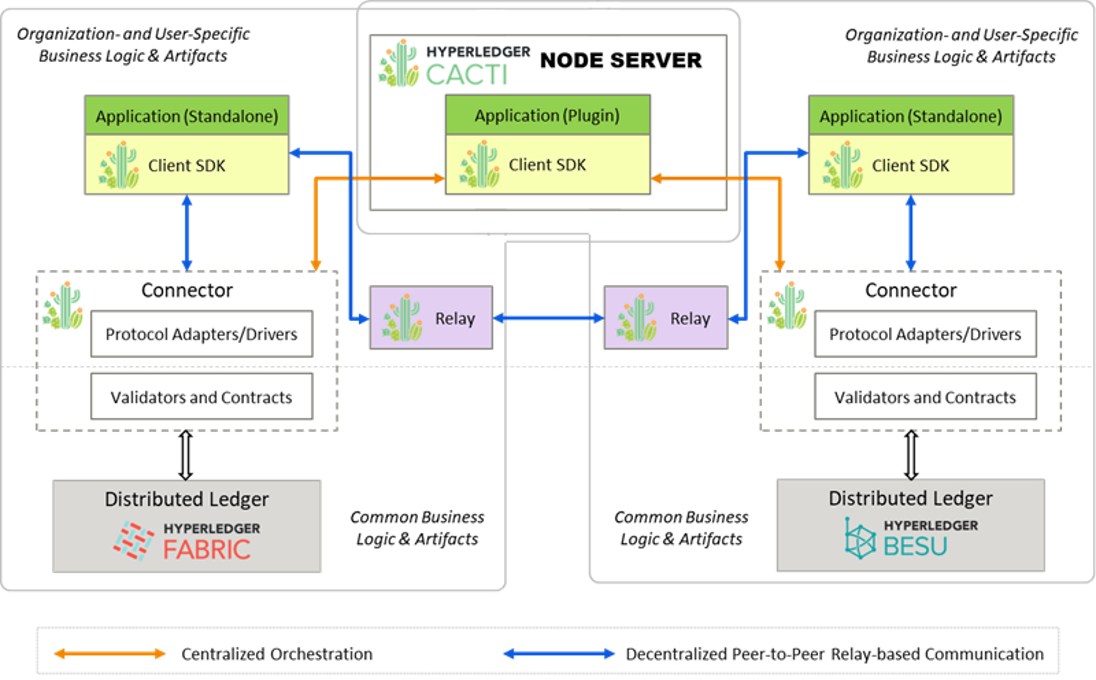 Organization- and User-Specific
Business Logic & Artifacts
HYPERLEDGER
CACTI
NODE SERVER
Organization- and User-Specific
Business Logic & Artifacts
Application (Standalone)
Client SDK
Application (Plugin)
Client SDK
Application (Standalone)
Client SDK
Connector
Protocol Adapters/Drivers
Validators and Contracts
Relay
Relay
Connector
Protocol Adapters/Drivers
Validators and Contracts
Distributed Ledger
HYPERLEDGER
FABRIC
Common Business
Logic & Artifacts
Common Business
Logic & Artifacts
Distributed Ledger
HYPERLEDGER
BESU
Centralized Orchestration
Decentralized Peer-to-Peer Relay-based Communication